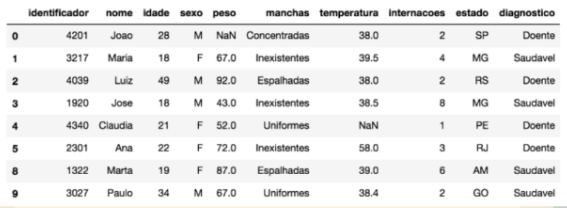 identificador nome idade sexo peso manchas temperatura internacoes estado diagnostico
0 4201 Joao 28 M NaN Concentradas 38.0 2 SP Doente
1 3217 Maria 18 F 67.0 Inexistentes 39.5 4 MG Saudavel
2 4039 Luiz 49 M 92.0 Espalhadas 38.0 2 RS Doente
3 1920 Jose 18 M 43.0 Inexistentes 38.5 8 MG Saudavel
4 4340 Claudia 21 F 52.0 Uniformes NaN 1 PE Doente
5 2301 Ana 22 F 72.0 Inexistentes 58.0 3 RJ Doente
8 1322 Marta 19 F 87.0 Espalhadas 39.0 6 AM Saudavel
9 3027 Paulo 34 M 67.0 Uniformes 38.4 2 GO Saudavel